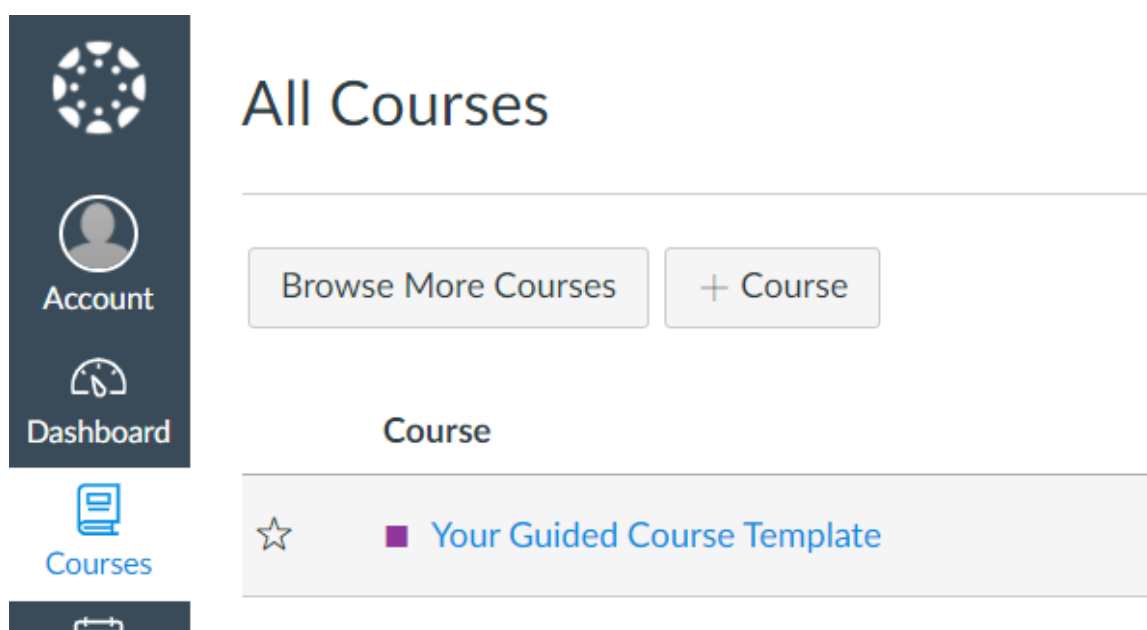 All Courses
Account
Browse More Courses
+ Course
Dashboard
Course
Your Guided Course Template
Courses